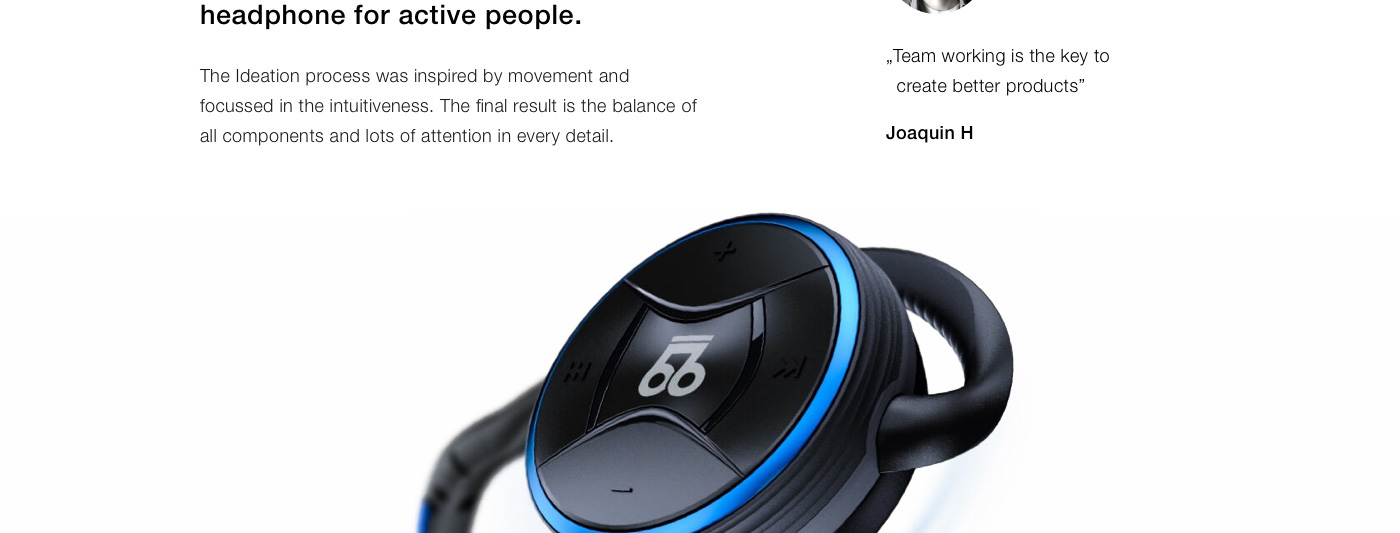 headphone for active people.
The Ideation process was inspired by movement and
focussed in the intuitiveness. The final result is the balance of
all components and lots of attention in every detail.
„Team working is the key to
create better products”
Joaquin H